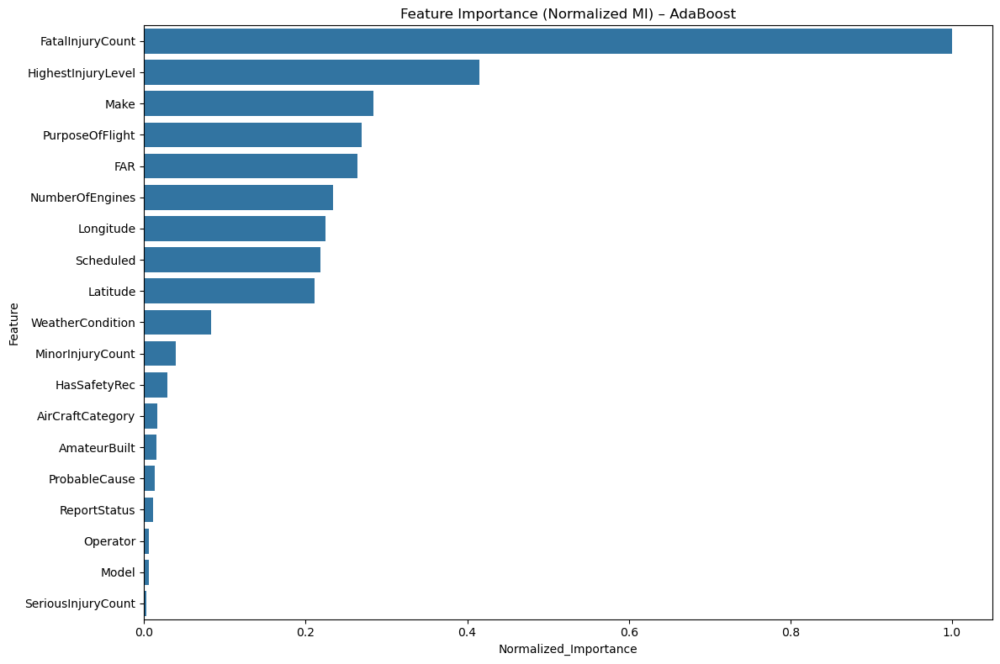 Feature Importance (Normalized MI) – AdaBoost
Feature
FatalInjuryCount
HighestInjuryLevel
Make
PurposeOfFlight
FAR
NumberOfEngines
Longitude
Scheduled
Latitude
WeatherCondition
MinorInjuryCount
HasSafetyRec
AirCraftCategory
AmateurBuilt
ProbableCause
ReportStatus
Operator
Model
SeriousInjuryCount
0.0 0.2 0.4 0.6 0.8 1.0
Normalized_Importance